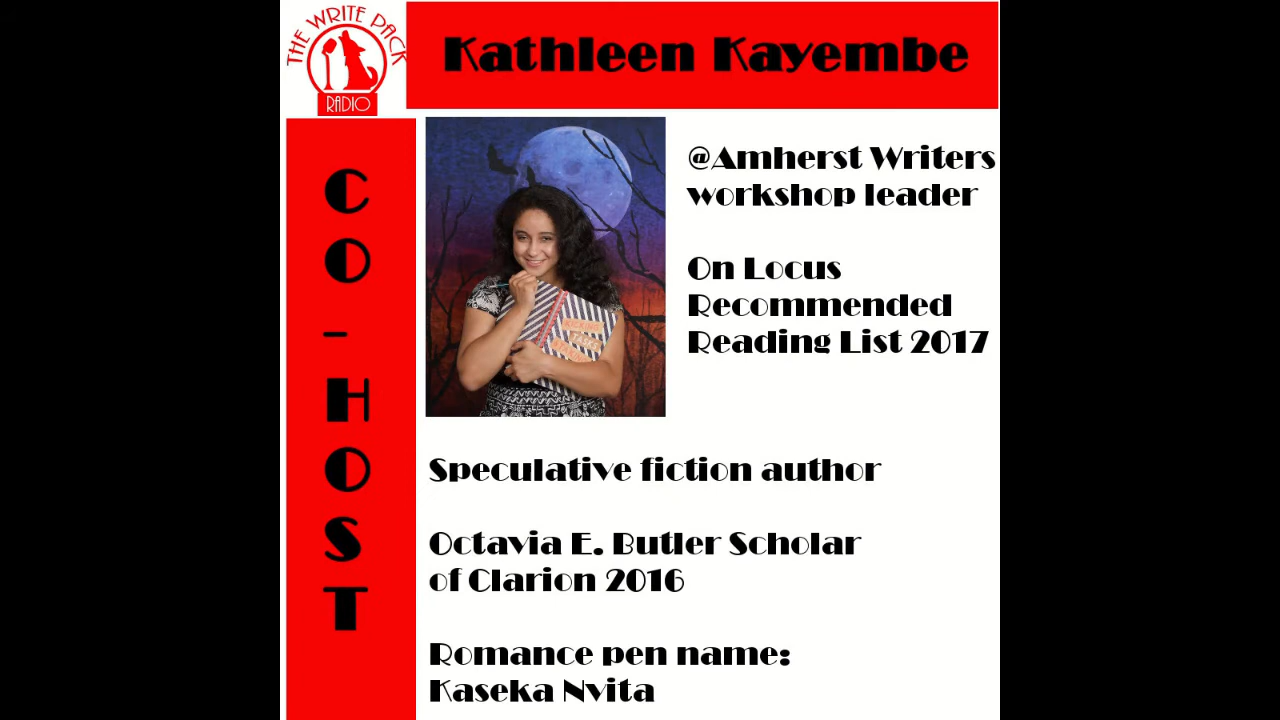 THE WRITE PACK
RADIO
Kathleen Kayembe
CO-HOST
@Amherst Writers
workshop leader
On Locus
Recommended
Reading List 2017
TASKS
Speculative fiction author
Octavia E. Butler Scholar
of Clarion 2016
Romance pen name:
Kaseka Nvita